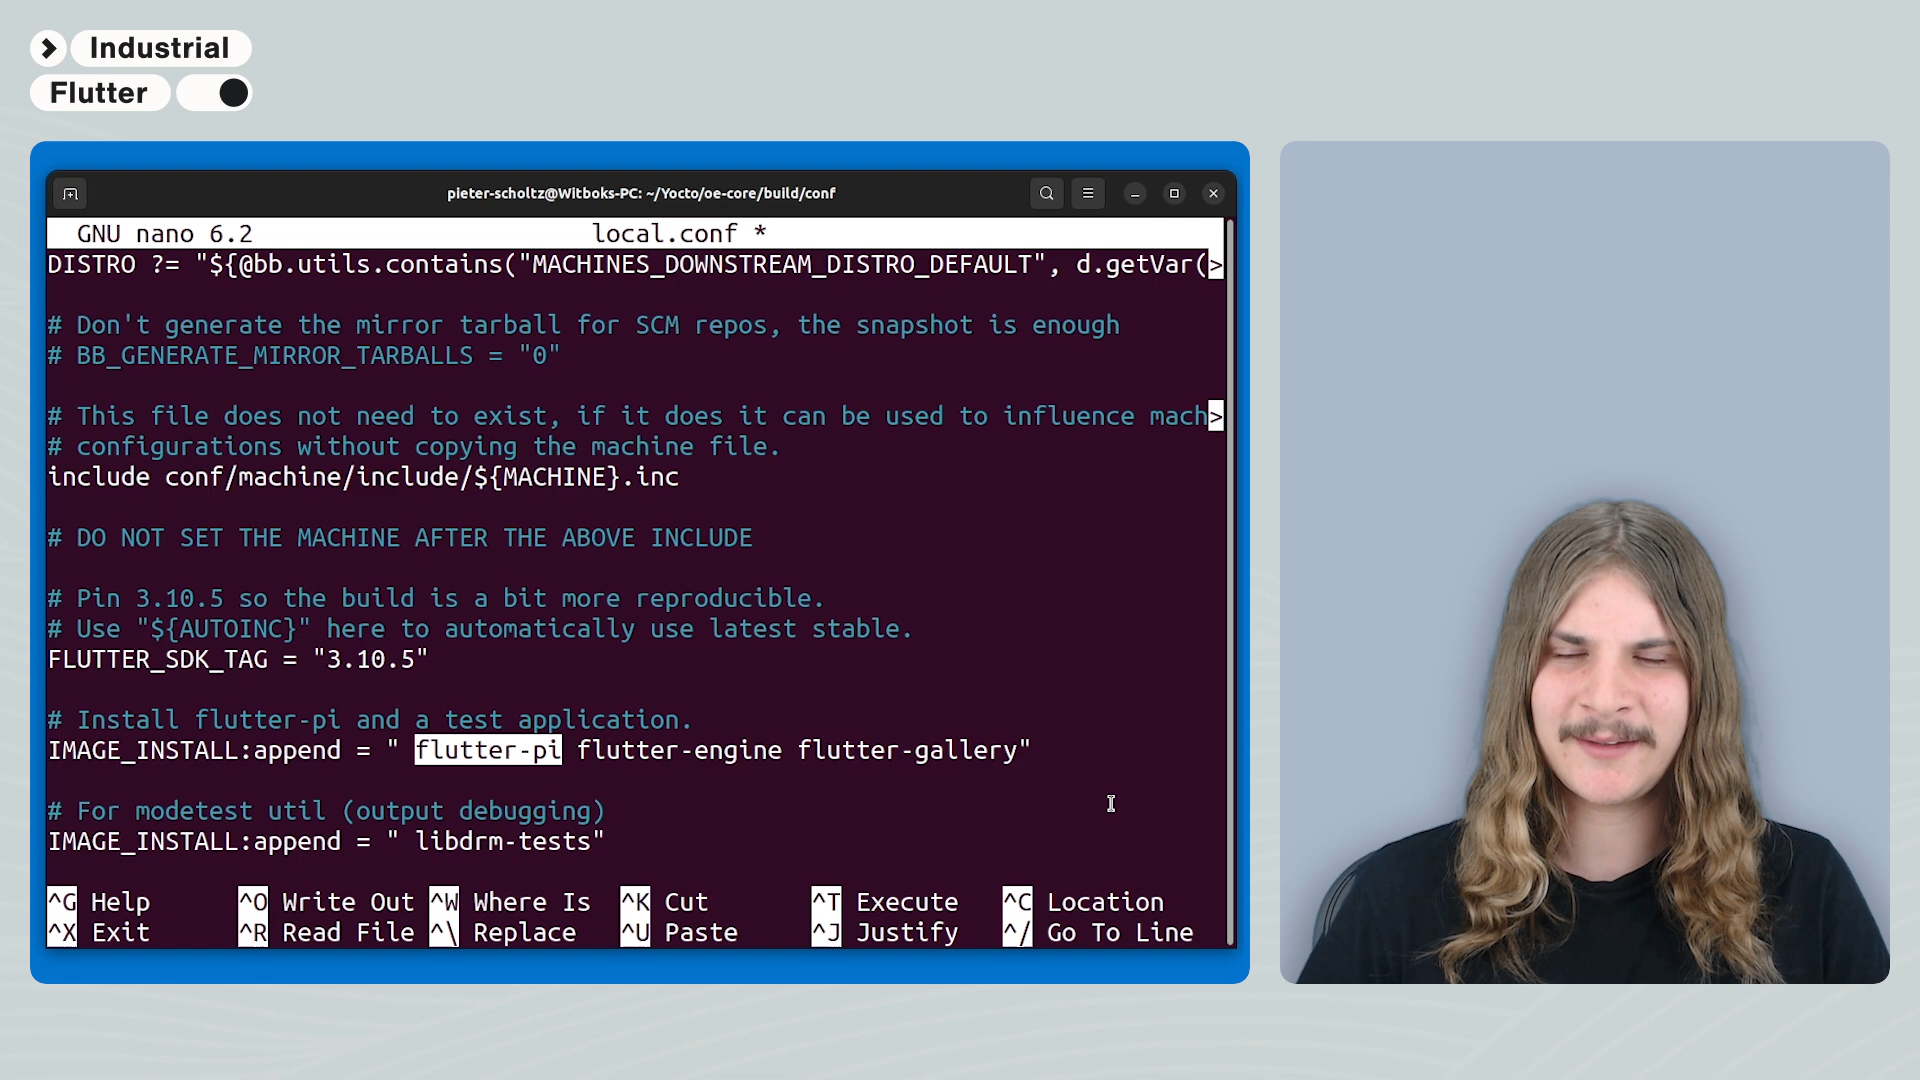 Industrial
Flutter
pieter-scholtz@Witboks-PC: ~/Yocto/oe-core/build/conf
GNU nano 6.2 local.conf *
DISTRO ?= "${@bb.utils.contains("MACHINES_DOWNSTREAM_DISTRO_DEFAULT", d.getVar(>
# Don't generate the mirror tarball for SCM repos, the snapshot is enough
# BB_GENERATE_MIRROR_TARBALLS = "0"
# This file does not need to exist, if it does it can be used to influence mach>
# configurations without copying the machine file.
include conf/machine/include/${MACHINE}.inc
# DO NOT SET THE MACHINE AFTER THE ABOVE INCLUDE
# Pin 3.10.5 so the build is a bit more reproducible.
# Use "${AUTOINC}" here to automatically use latest stable.
FLUTTER_SDK_TAG = "3.10.5"
# Install flutter-pi and a test application.
IMAGE_INSTALL:append = " flutter-pi flutter-engine flutter-gallery"
# For modetest util (output debugging)
IMAGE_INSTALL:append = " libdrm-tests"
^G Help ^O Write Out ^W Where Is ^K Cut ^T Execute ^C Location
^X Exit ^R Read File ^\ Replace ^U Paste ^J Justify ^/ Go To Line